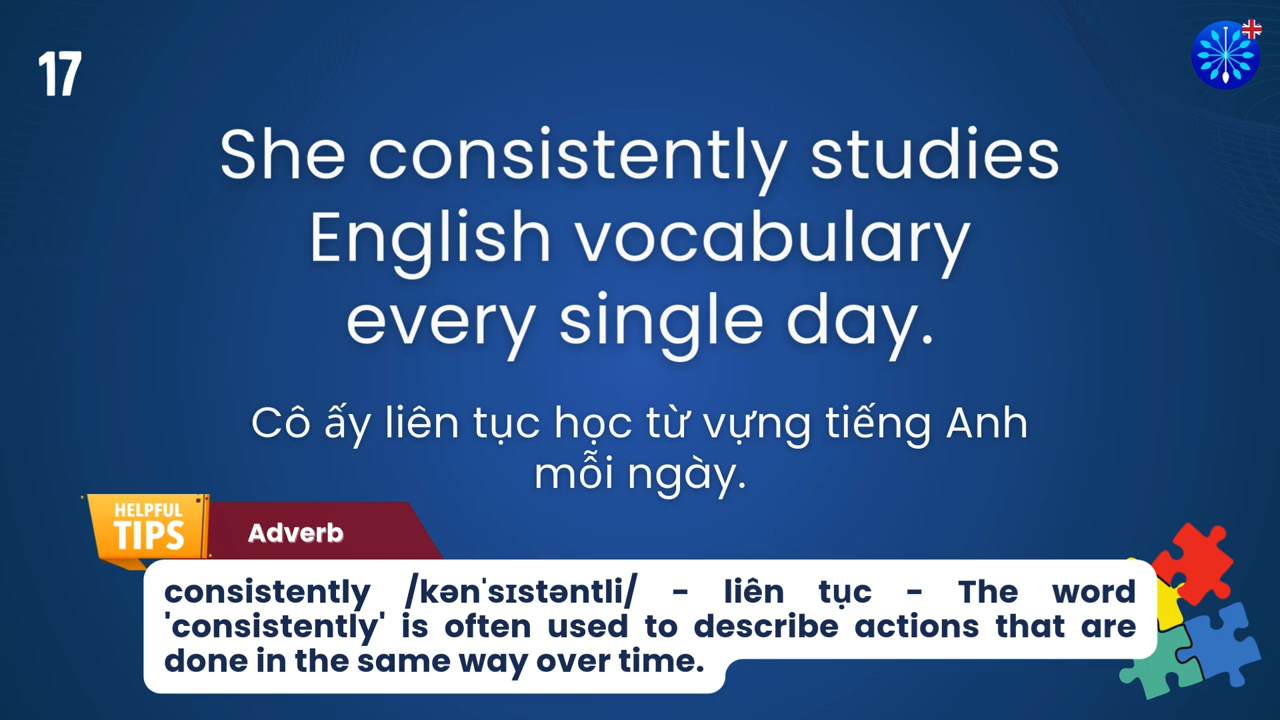 17
She consistently studies
English vocabulary
every single day.
Cô ấy liên tục học từ vựng tiếng Anh
mỗi ngày.
HELPFUL
TIPS
Adverb
consistently /kən'sɪstəntli/ - liên tục - The word
'consistently' is often used to describe actions that are
done in the same way over time.